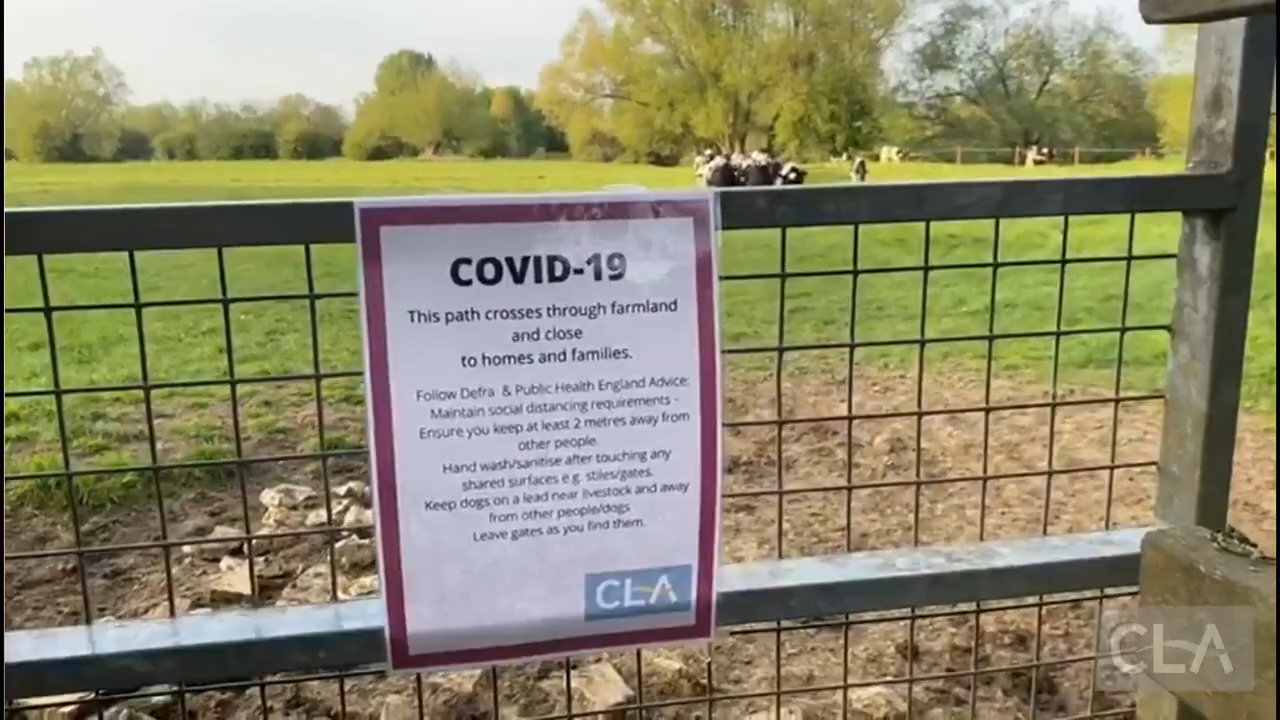 COVID-19
This path crosses through farmland
and close
to homes and families.
Follow Defra & Public Health England Advice:
Maintain social distancing requirements -
Ensure you keep at least 2 metres away from
other people.
Hand wash/sanitise after touching any
shared surfaces e.g. stiles/gates.
Keep dogs on a lead near livestock and away
from other people/dogs
Leave gates as you find them.
CLA
CLA